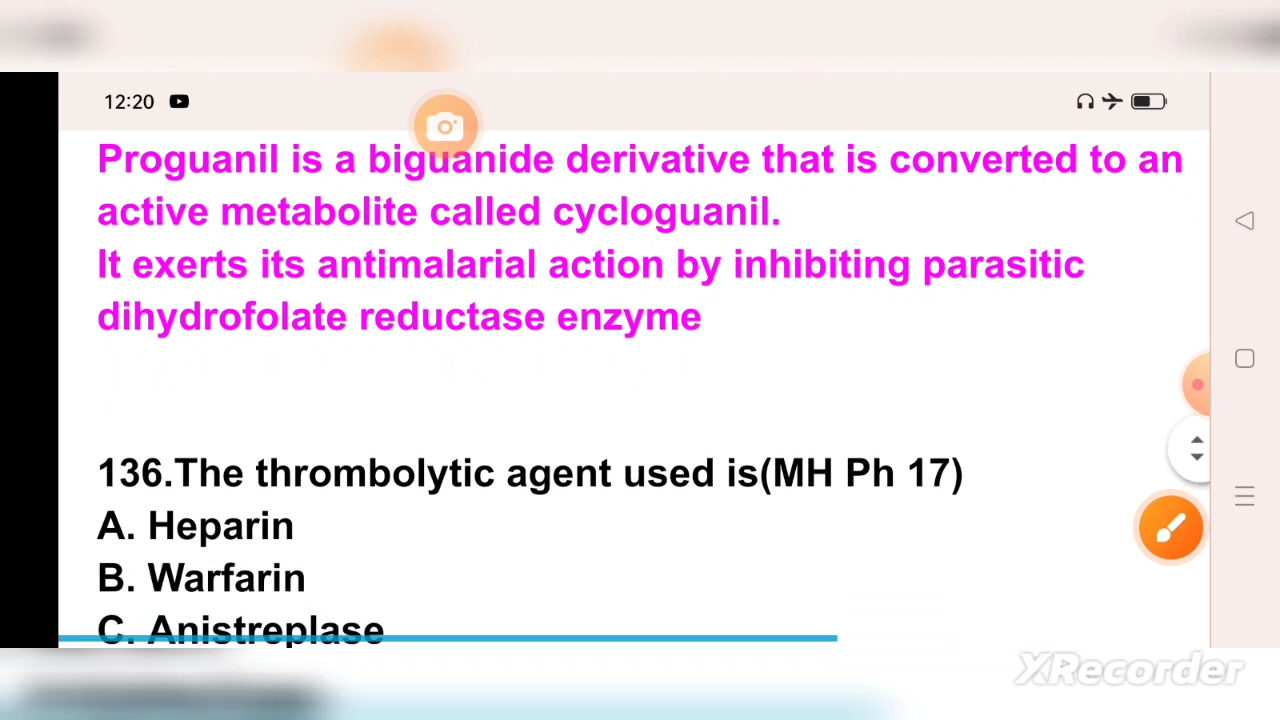 12:20
Proguanil is a biguanide derivative that is converted to an
active metabolite called cycloguanil.
It exerts its antimalarial action by inhibiting parasitic
dihydrofolate reductase enzyme
136.The thrombolytic agent used is(MH Ph 17)
A. Heparin
B. Warfarin
C. Anistreplase
XRecorder